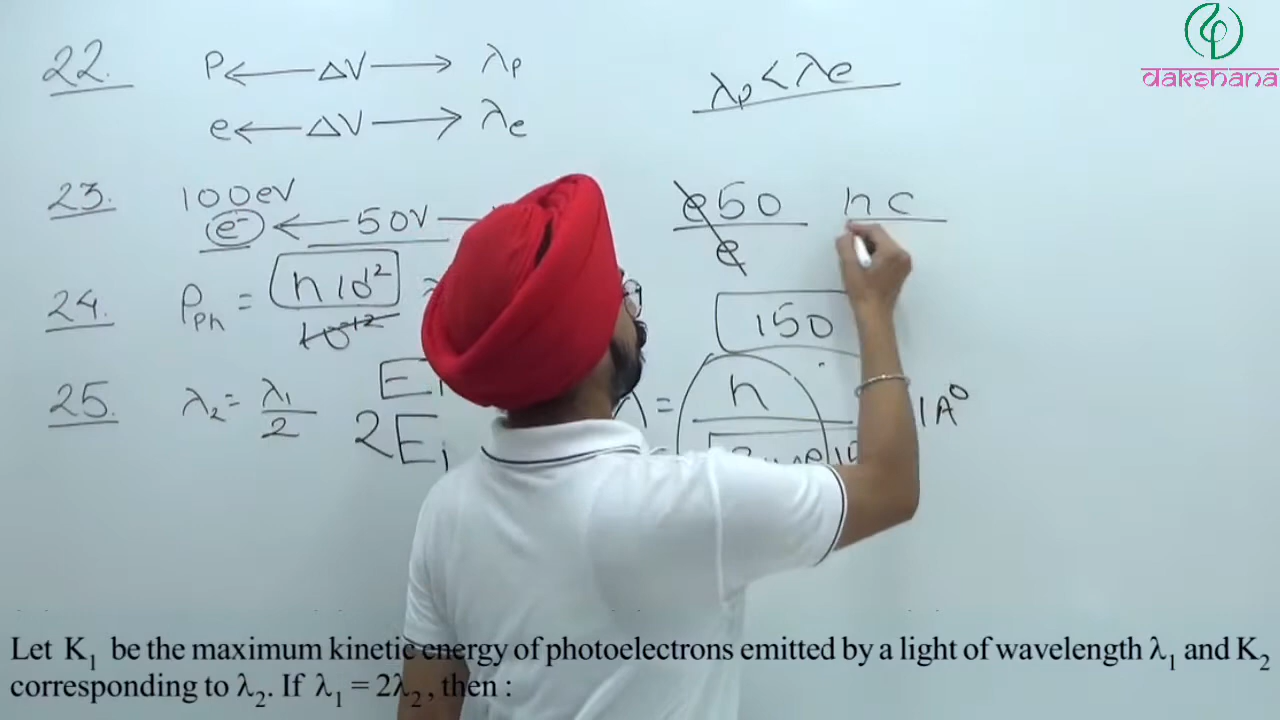 dakshana
22. P ← ΔV → λp
e ← ΔV → λe
λp < λe
23. 100eV
e⁻ ← 50V
e50 / e
hc
24. Pph = h10² / 10¹²
150
25. λ₂ = λ₁ / 2
2Ei
= h
1A⁰
Let K₁ be the maximum kinetic energy of photoelectrons emitted by a light of wavelength λ₁ and K₂
corresponding to λ₂. If λ₁ = 2λ₂, then :